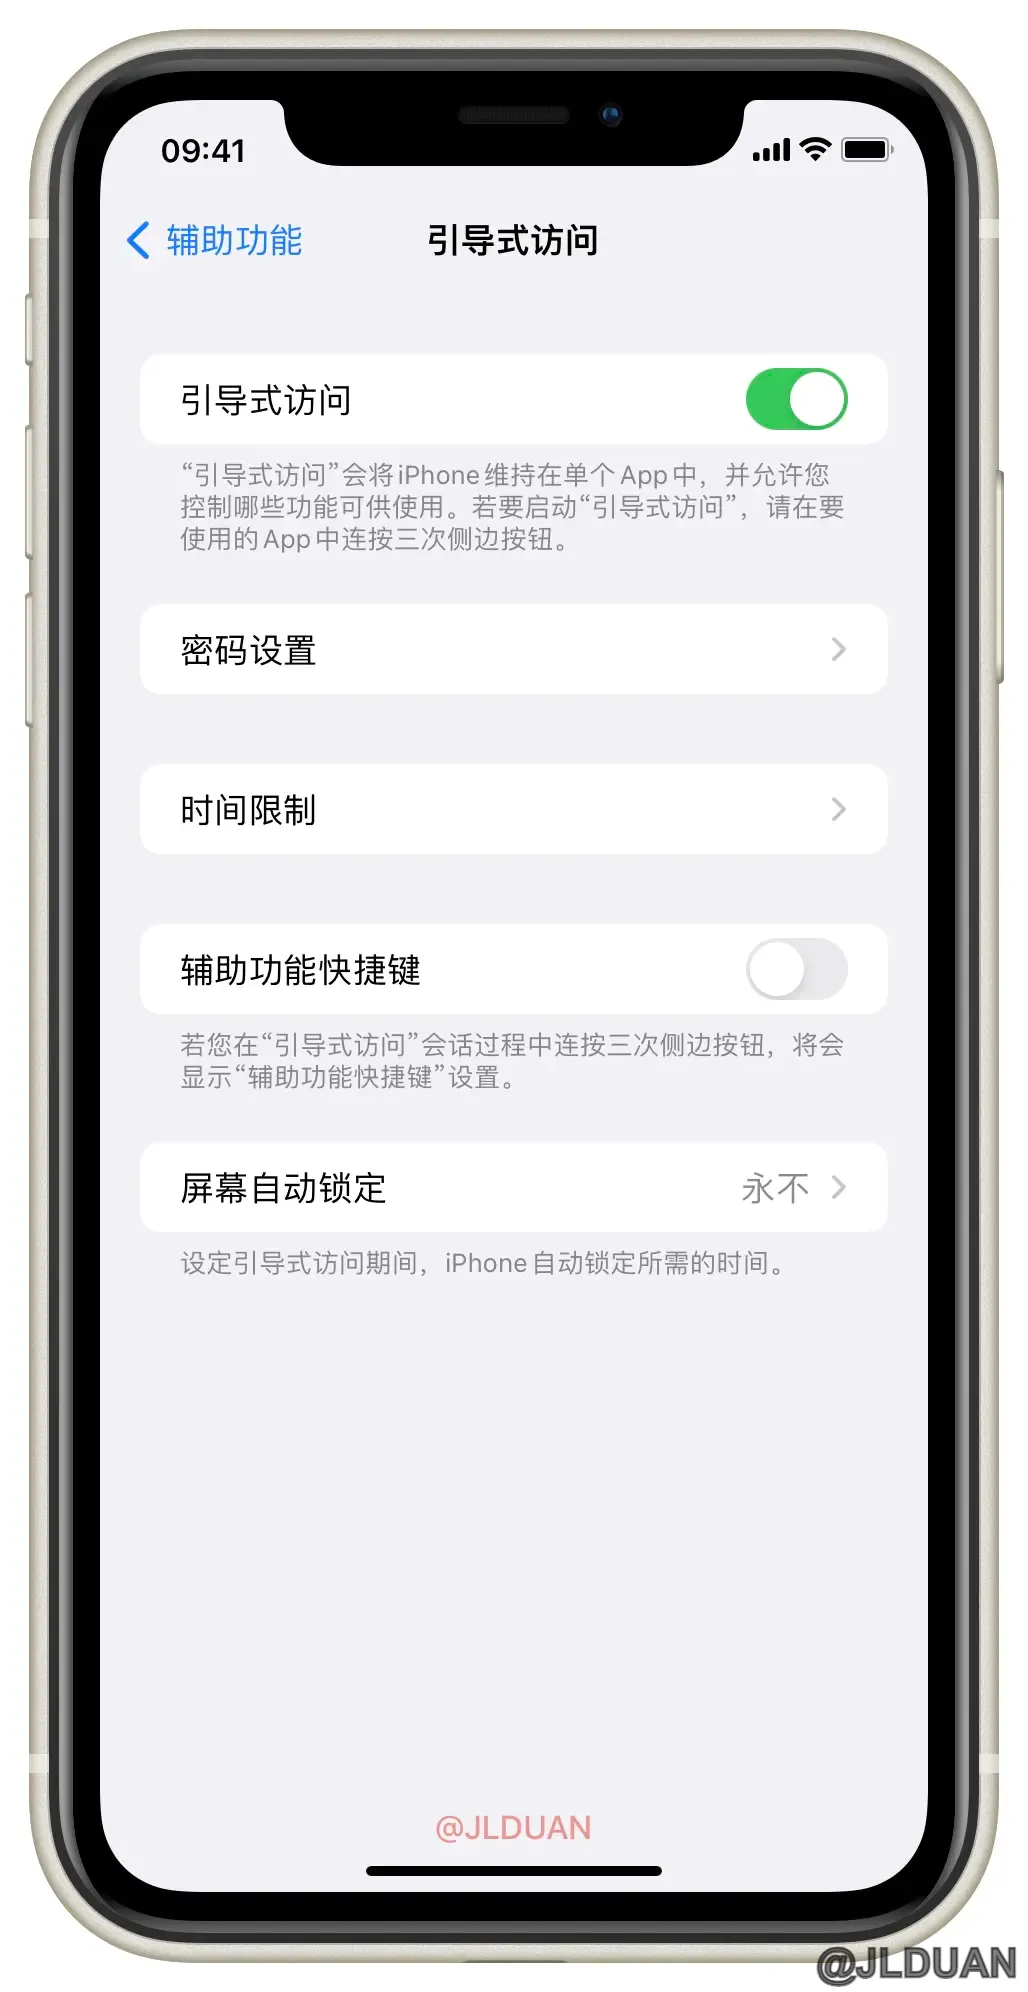 09:41
辅助功能
引导式访问
引导式访问
“引导式访问”会将iPhone维持在单个App中，并允许您
控制哪些功能可供使用。若要启动“引导式访问”，请在要
使用的App中连按三次侧边按钮。
密码设置
时间限制
辅助功能快捷键
若您在“引导式访问”会话过程中连按三次侧边按钮，将会
显示“辅助功能快捷键”设置。
屏幕自动锁定
永不
设定引导式访问期间，iPhone自动锁定所需的时间。
@JLDUAN
@JLDUAN